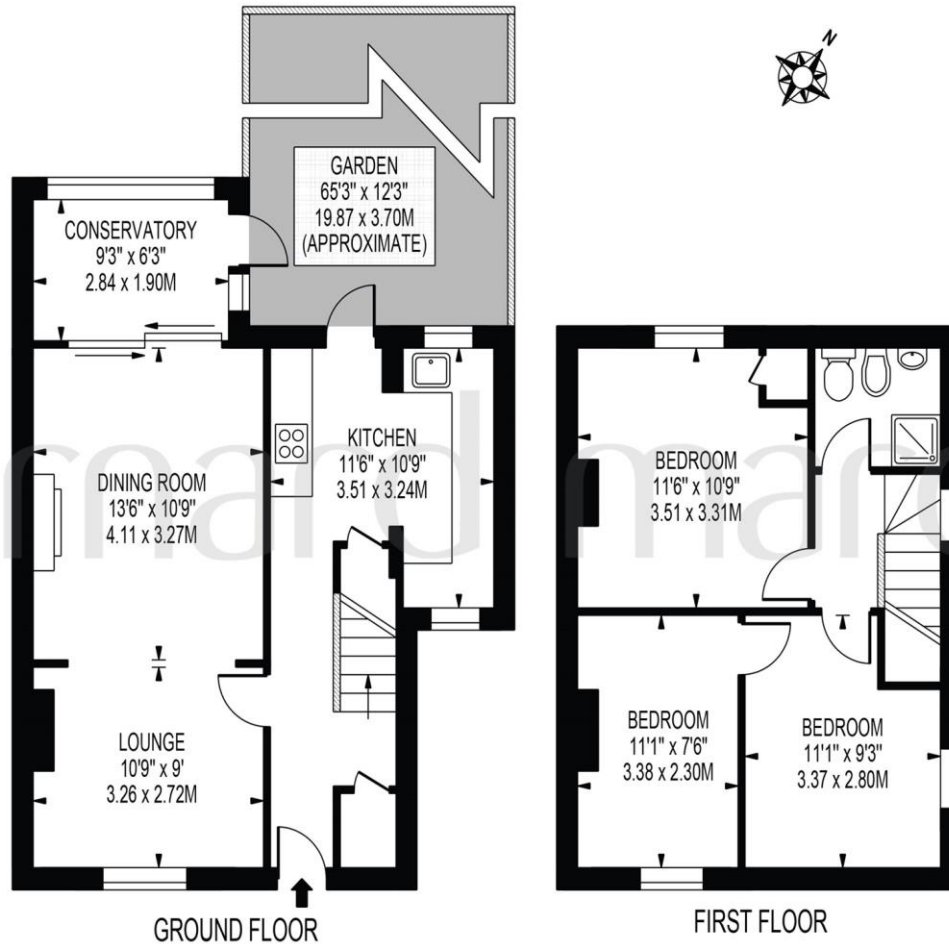 N
GARDEN
65'3" x 12'3"
19.87 x 3.70M
(APPROXIMATE)
CONSERVATORY
9'3" x 6'3"
2.84 x 1.90M
KITCHEN
11'6" x 10'9"
3.51 x 3.24M
DINING ROOM
13'6" x 10'9"
4.11 x 3.27M
LOUNGE
10'9" x 9'
3.26 x 2.72M
GROUND FLOOR
BEDROOM
11'6" x 10'9"
3.51 x 3.31M
BEDROOM
11'1" x 7'6"
3.38 x 2.30M
BEDROOM
11'1" x 9'3"
3.37 x 2.80M
FIRST FLOOR